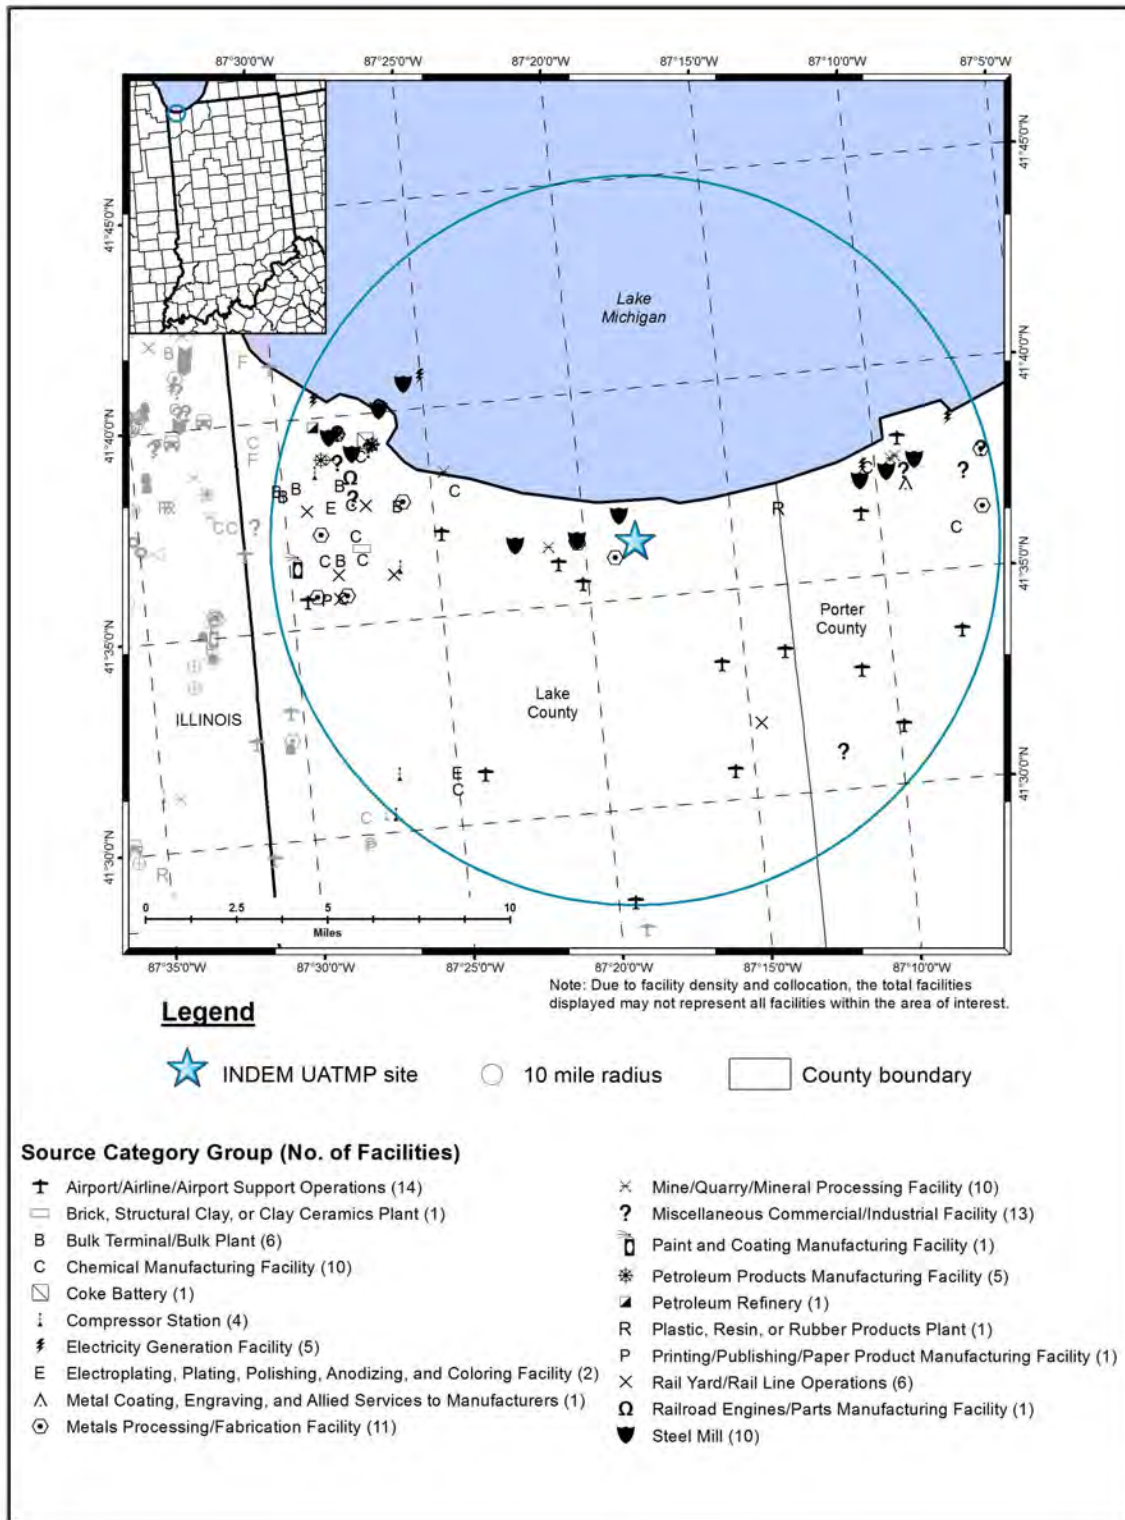 87°30'0"W 87°25'0"W 87°20'0"W 87°15'0"W 87°10'0"W 87°5'0"W
41°45'0"N
41°40'0"N
41°35'0"N
41°30'0"N
41°45'0"N
41°40'0"N
41°35'0"N
41°30'0"N
Lake
Michigan
Porter
County
Lake
County
ILLINOIS
0 2.5 5 10
Miles
87°35'0"W 87°30'0"W 87°25'0"W 87°20'0"W 87°15'0"W 87°10'0"W
Note: Due to facility density and collocation, the total facilities
displayed may not represent all facilities within the area of interest.
Legend
INDEM UATMP site
10 mile radius
County boundary
Source Category Group (No. of Facilities)
Airport/Airline/Airport Support Operations (14)
Brick, Structural Clay, or Clay Ceramics Plant (1)
B Bulk Terminal/Bulk Plant (6)
C Chemical Manufacturing Facility (10)
Coke Battery (1)
Compressor Station (4)
Electricity Generation Facility (5)
E Electroplating, Plating, Polishing, Anodizing, and Coloring Facility (2)
Metal Coating, Engraving, and Allied Services to Manufacturers (1)
Metals Processing/Fabrication Facility (11)
Mine/Quarry/Mineral Processing Facility (10)
? Miscellaneous Commercial/Industrial Facility (13)
Paint and Coating Manufacturing Facility (1)
Petroleum Products Manufacturing Facility (5)
Petroleum Refinery (1)
R Plastic, Resin, or Rubber Products Plant (1)
P Printing/Publishing/Paper Product Manufacturing Facility (1)
Rail Yard/Rail Line Operations (6)
Ω Railroad Engines/Parts Manufacturing Facility (1)
Steel Mill (10)